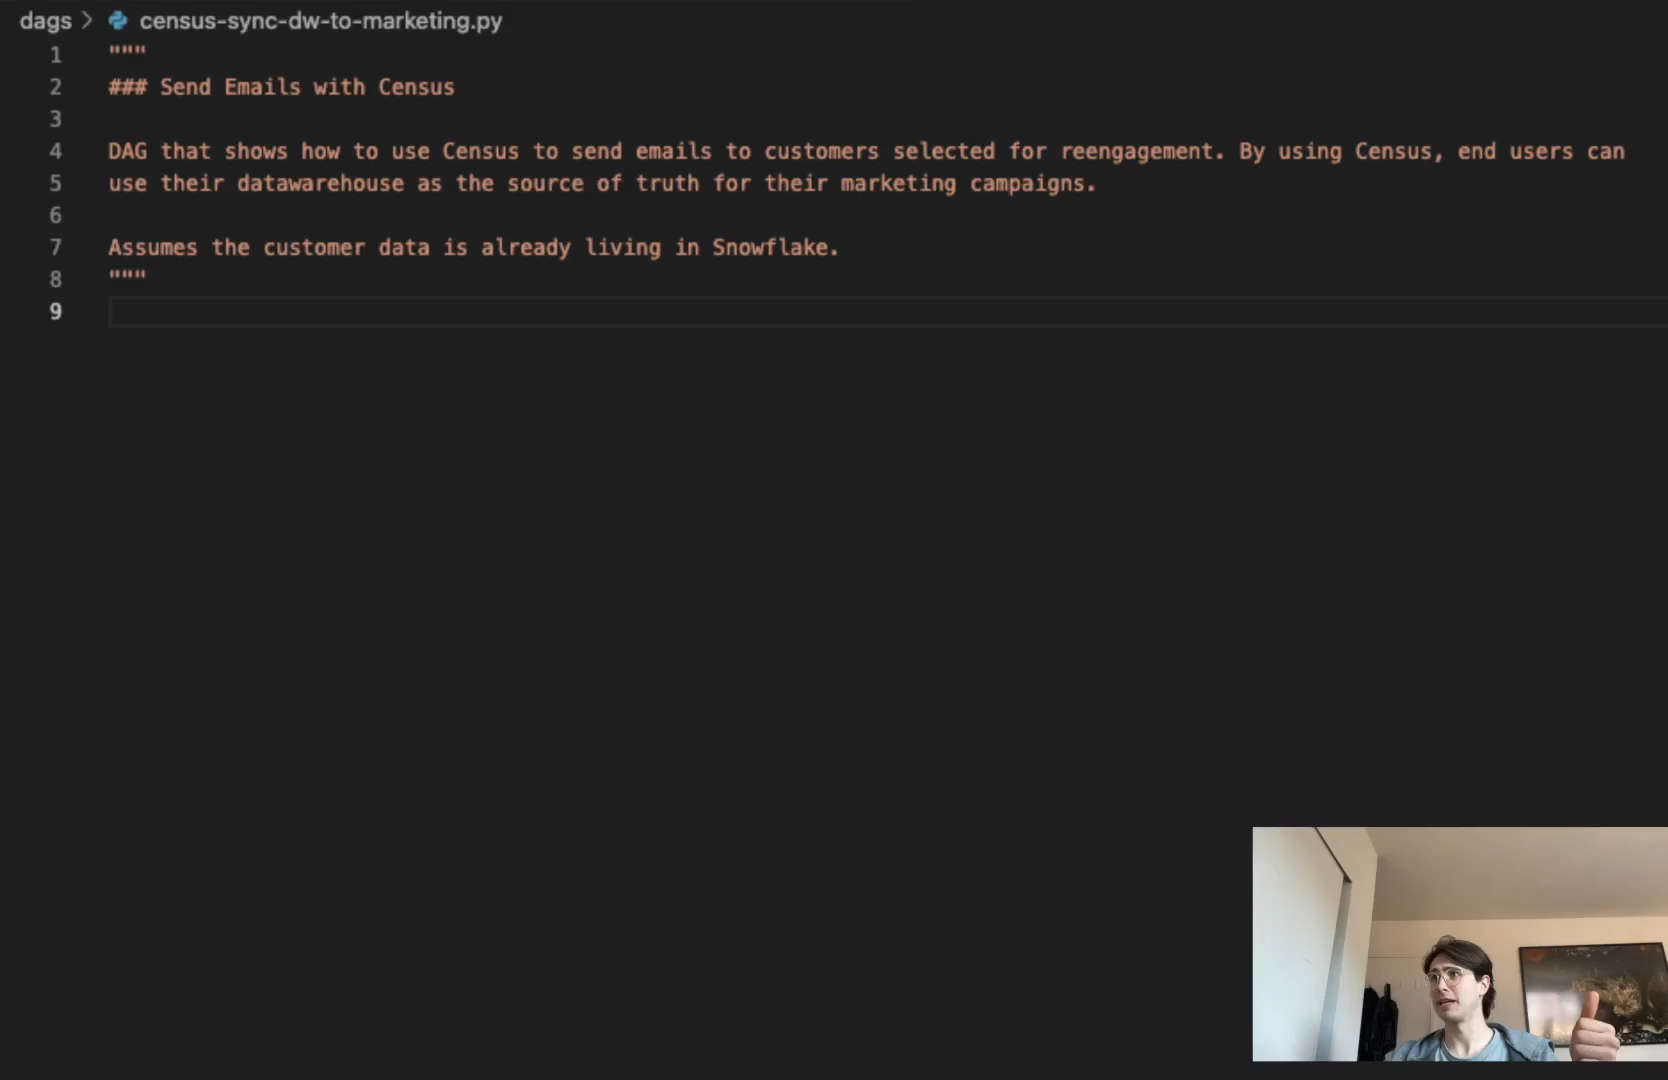 dags > census-sync-dw-to-marketing.py
1 """
2 ### Send Emails with Census
3
4 DAG that shows how to use Census to send emails to customers selected for reengagement. By using Census, end users can
5 use their datawarehouse as the source of truth for their marketing campaigns.
6
7 Assumes the customer data is already living in Snowflake.
8 """
9